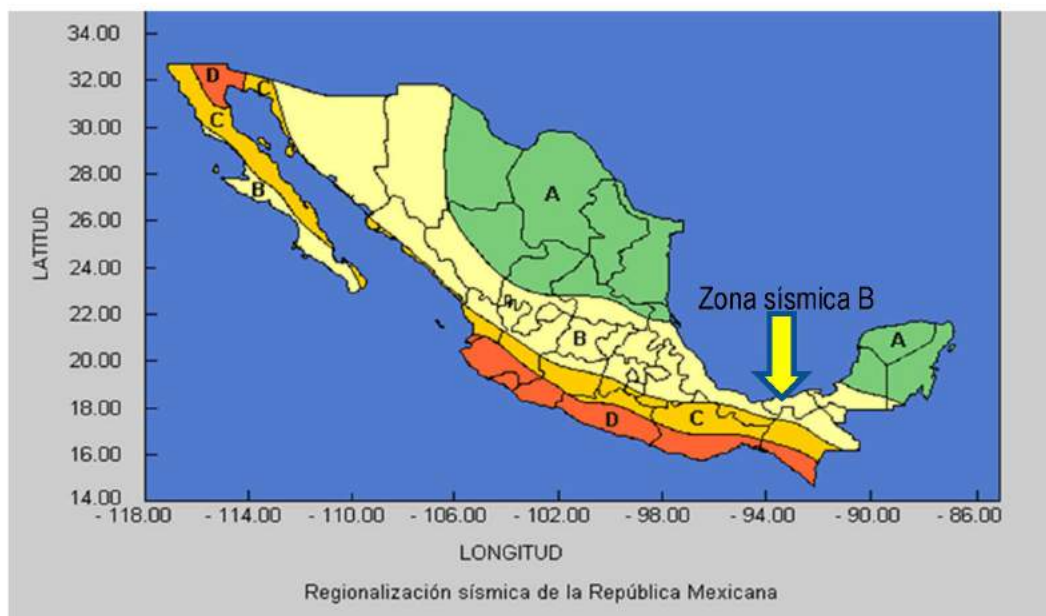 34.00
32.00
30.00
28.00
26.00
24.00
22.00
20.00
18.00
16.00
14.00
LATITUD
D
C
C
B
A
Zona sísmica B
B
A
C
D
- 118.00 - 114.00 - 110.00 - 106.00 - 102.00 - 98.00 - 94.00 - 90.00 - 86.00
LONGITUD
Regionalización sísmica de la República Mexicana